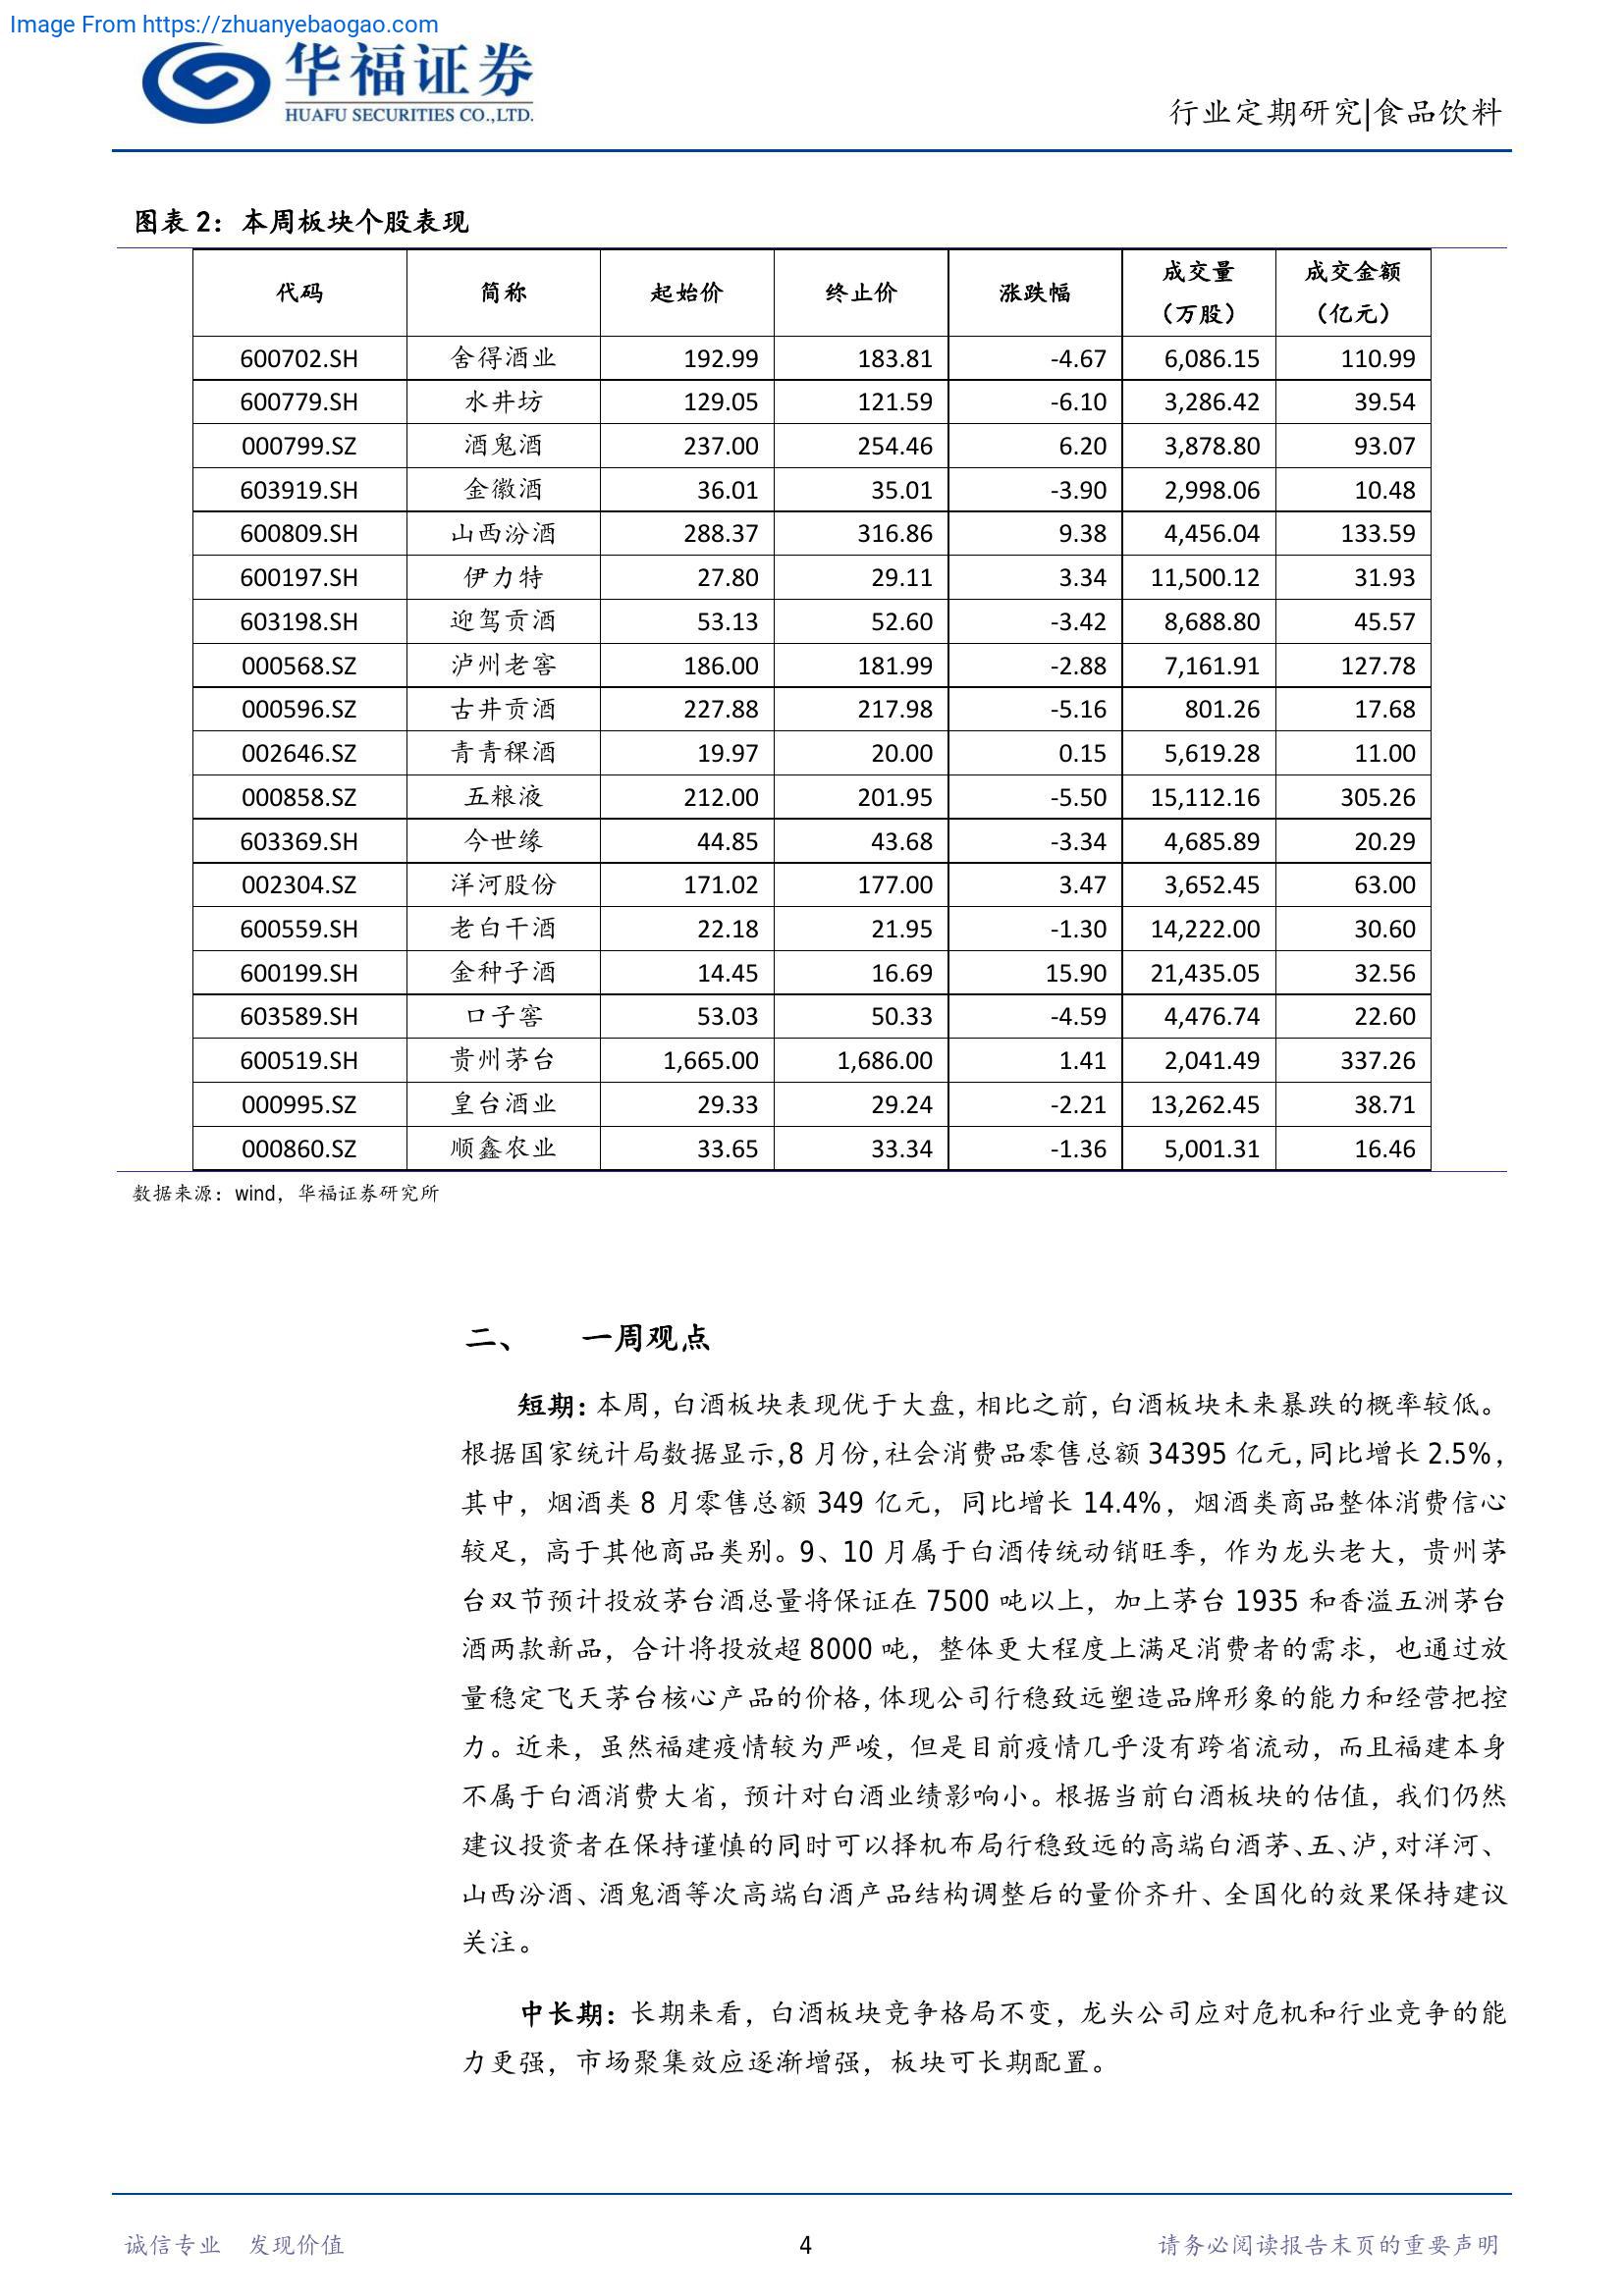 Image From https://zhuanyebaogao.com
华福证券
HUAFU SECURITIES CO.,LTD.
行业定期研究|食品饮料
图表 2：本周板块个股表现
代码 简称 起始价 终止价 涨跌幅 成交量（万股） 成交金额（亿元）
600702.SH 舍得酒业 192.99 183.81 -4.67 6,086.15 110.99
600779.SH 水井坊 129.05 121.59 -6.10 3,286.42 39.54
000799.SZ 酒鬼酒 237.00 254.46 6.20 3,878.80 93.07
603919.SH 金徽酒 36.01 35.01 -3.90 2,998.06 10.48
600809.SH 山西汾酒 288.37 316.86 9.38 4,456.04 133.59
600197.SH 伊力特 27.80 29.11 3.34 11,500.12 31.93
603198.SH 迎驾贡酒 53.13 52.60 -3.42 8,688.80 45.57
000568.SZ 泸州老窖 186.00 181.99 -2.88 7,161.91 127.78
000596.SZ 古井贡酒 227.88 217.98 -5.16 801.26 17.68
002646.SZ 青青稞酒 19.97 20.00 0.15 5,619.28 11.00
000858.SZ 五粮液 212.00 201.95 -5.50 15,112.16 305.26
603369.SH 今世缘 44.85 43.68 -3.34 4,685.89 20.29
002304.SZ 洋河股份 171.02 177.00 3.47 3,652.45 63.00
600559.SH 老白干酒 22.18 21.95 -1.30 14,222.00 30.60
600199.SH 金种子酒 14.45 16.69 15.90 21,435.05 32.56
603589.SH 口子窖 53.03 50.33 -4.59 4,476.74 22.60
600519.SH 贵州茅台 1,665.00 1,686.00 1.41 2,041.49 337.26
000995.SZ 皇台酒业 29.33 29.24 -2.21 13,262.45 38.71
000860.SZ 顺鑫农业 33.65 33.34 -1.36 5,001.31 16.46
数据来源：wind，华福证券研究所
二、 一周观点
短期：本周，白酒板块表现优于大盘，相比之前，白酒板块未来暴跌的概率较低。
根据国家统计局数据显示，8 月份，社会消费品零售总额 34395 亿元，同比增长 2.5%，
其中，烟酒类 8 月零售总额 349 亿元，同比增长 14.4%，烟酒类商品整体消费信心
较足，高于其他商品类别。9、10 月属于白酒传统动销旺季，作为龙头老大，贵州茅
台双节预计投放茅台酒总量将保证在 7500 吨以上，加上茅台 1935 和香溢五洲茅台
酒两款新品，合计将投放超 8000 吨，整体更大程度上满足消费者的需求，也通过放
量稳定飞天茅台核心产品的价格，体现公司行稳致远塑造品牌形象的能力和经营把控
力。近来，虽然福建疫情较为严峻，但是目前疫情几乎没有跨省流动，而且福建本身
不属于白酒消费大省，预计对白酒业绩影响小。根据当前白酒板块的估值，我们仍然
建议投资者在保持谨慎的同时可以择机布局行稳致远的高端白酒茅、五、泸，对洋河、
山西汾酒、酒鬼酒等次高端白酒产品结构调整后的量价齐升、全国化的效果保持建议
关注。
中长期：长期来看，白酒板块竞争格局不变，龙头公司应对危机和行业竞争的能
力更强，市场聚集效应逐渐增强，板块可长期配置。
诚信专业 发现价值 4 请务必阅读报告末页的重要声明